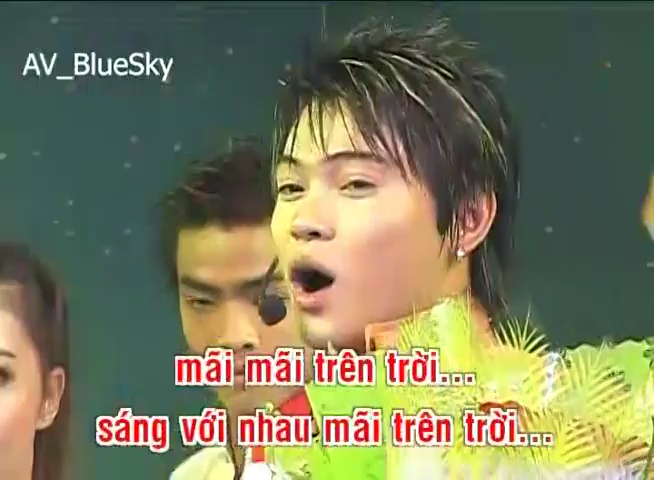 AV_BlueSky
mãi mãi trên trời...
sáng với nhau mãi trên trời...